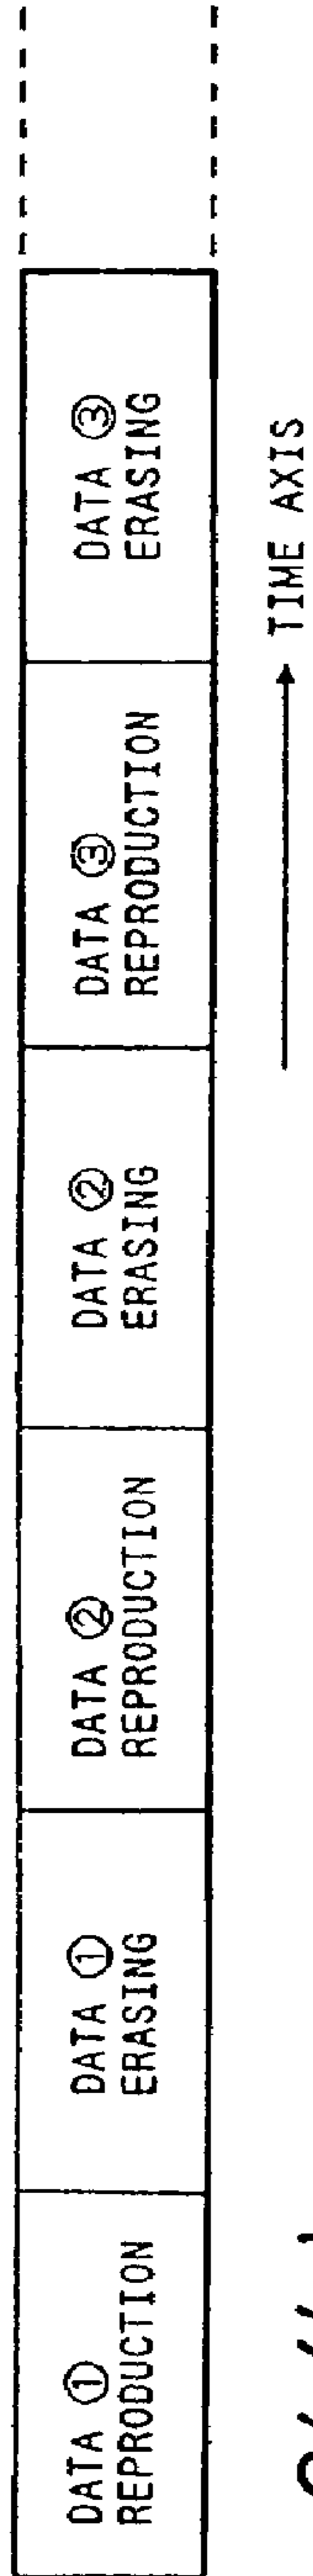 DATA ①
REPRODUCTION
DATA ①
ERASING
DATA ②
REPRODUCTION
DATA ②
ERASING
DATA ③
REPRODUCTION
DATA ③
ERASING
TIME AXIS